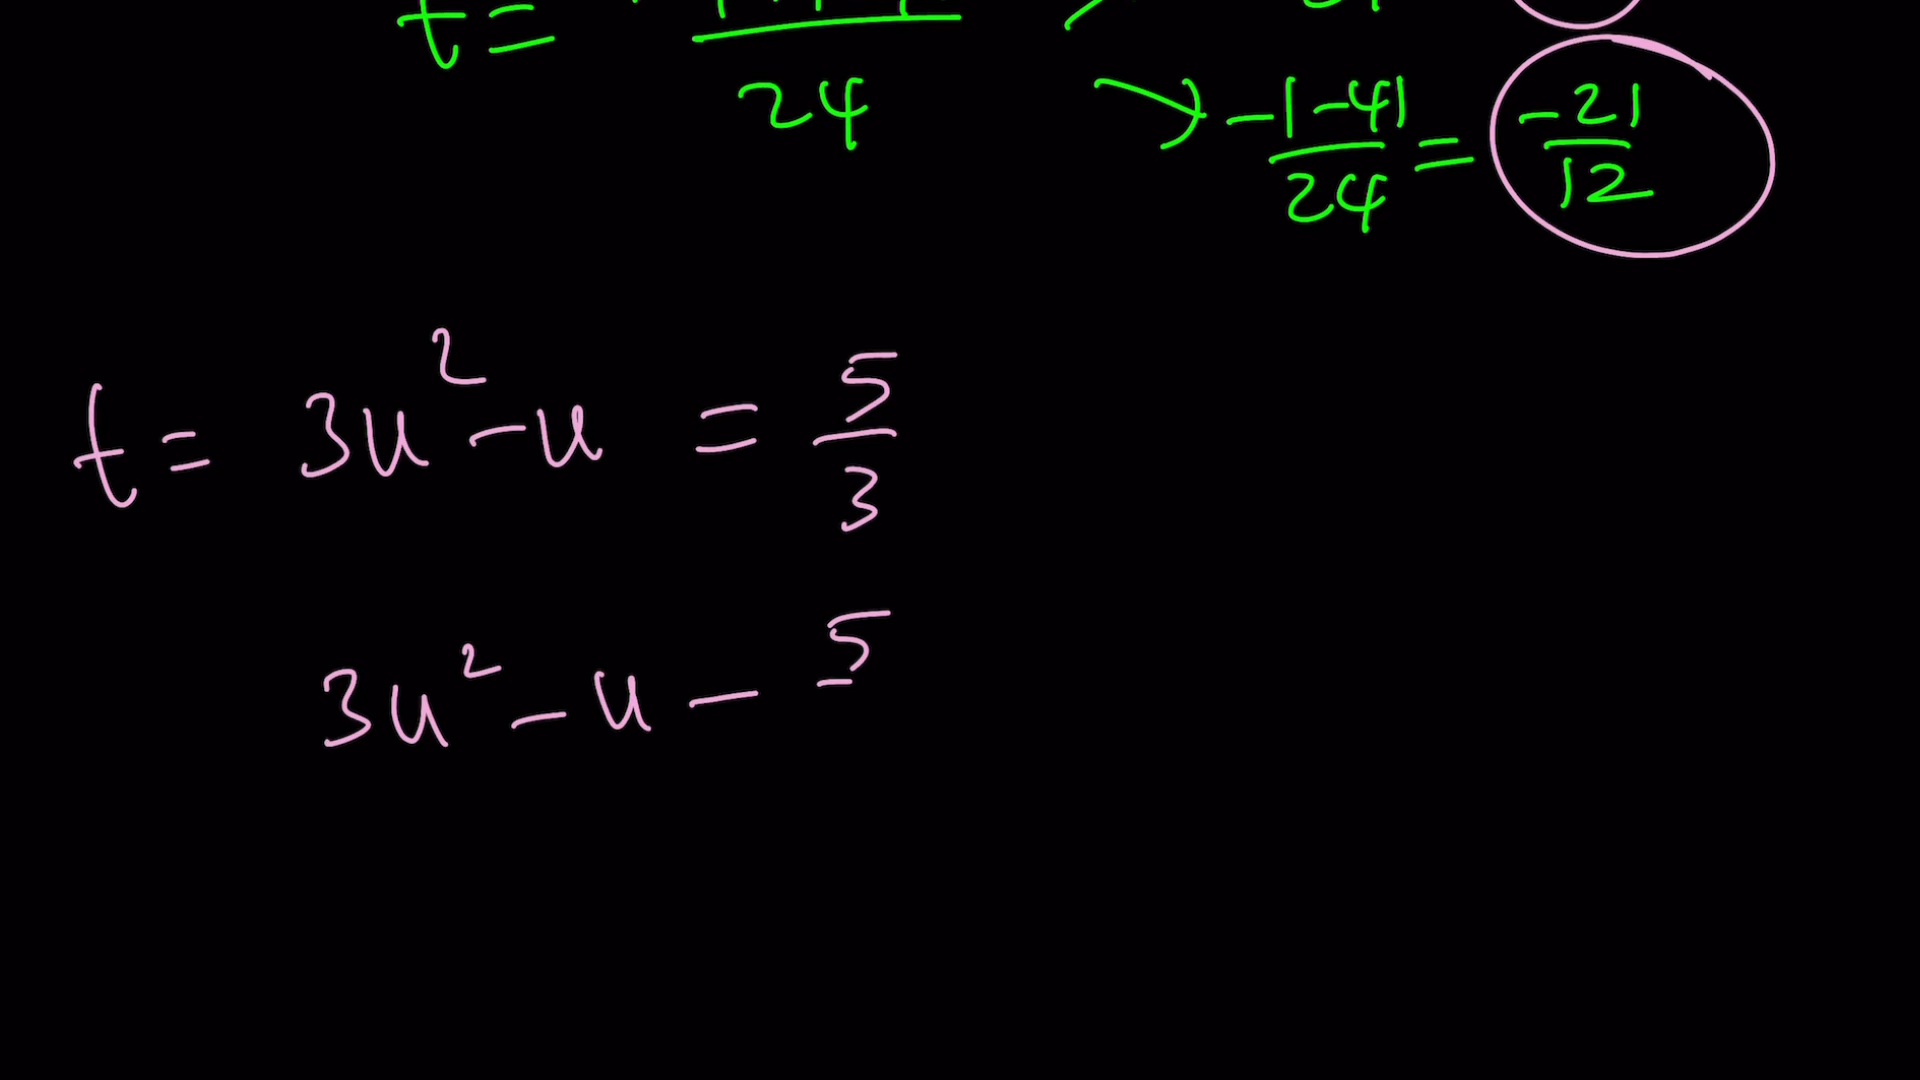 t =
24
-1-41/24 = -21/12
t = 3u² - u = 5/3
3u² - u - 5